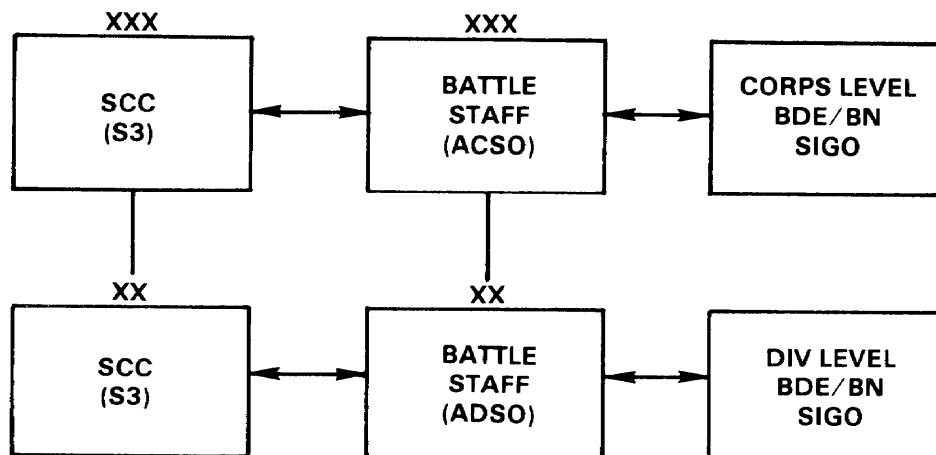 XXX
SCC
(S3)
XXX
BATTLE
STAFF
(ACSO)
CORPS LEVEL
BDE/BN
SIGO
XX
SCC
(S3)
XX
BATTLE
STAFF
(ADSO)
DIV LEVEL
BDE/BN
SIGO